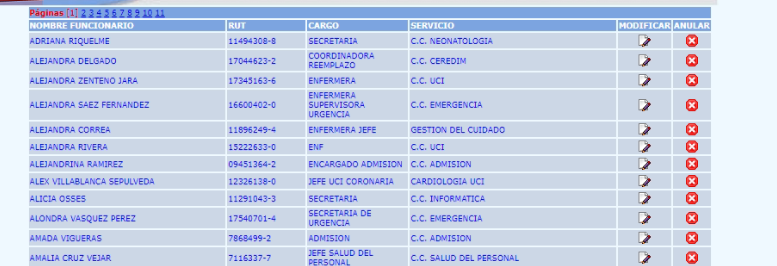 Páginas [1] 2 3 4 5 6 7 8 9 10 11
NOMBRE FUNCIONARIO RUT CARGO SERVICIO MODIFICAR ANULAR
ADRIANA RIQUELME 11494308-8 SECRETARIA C.C. NEONATOLOGIA
ALEJANDRA DELGADO 17044623-2 COORDINADORA REEMPLAZO C.C. CEREDIM
ALEJANDRA ZENTENO JARA 17345163-6 ENFERMERA C.C. UCI
ALEJANDRA SAEZ FERNANDEZ 16600402-0 ENFERMERA SUPERVISORA URGENCIA C.C. EMERGENCIA
ALEJANDRA CORREA 11896249-4 ENFERMERA JEFE GESTION DEL CUIDADO
ALEJANDRA RIVERA 15222633-0 ENF C.C. UCI
ALEJANDRINA RAMIREZ 09451364-2 ENCARGADO ADMISION C.C. ADMISION
ALEX VILLABLANCA SEPULVEDA 12326138-0 JEFE UCI CORONARIA CARDIOLOGIA UCI
ALICIA OSSES 11291043-3 SECRETARIA C.C. INFORMATICA
ALONDRA VASQUEZ PEREZ 17540701-4 SECRETARIA DE URGENCIA C.C. EMERGENCIA
AMADA VIGUERAS 7868499-2 ADMISION C.C. ADMISION
AMALIA CRUZ VEJAR 7116337-7 JEFE SALUD DEL PERSONAL C.C. SALUD DEL PERSONAL